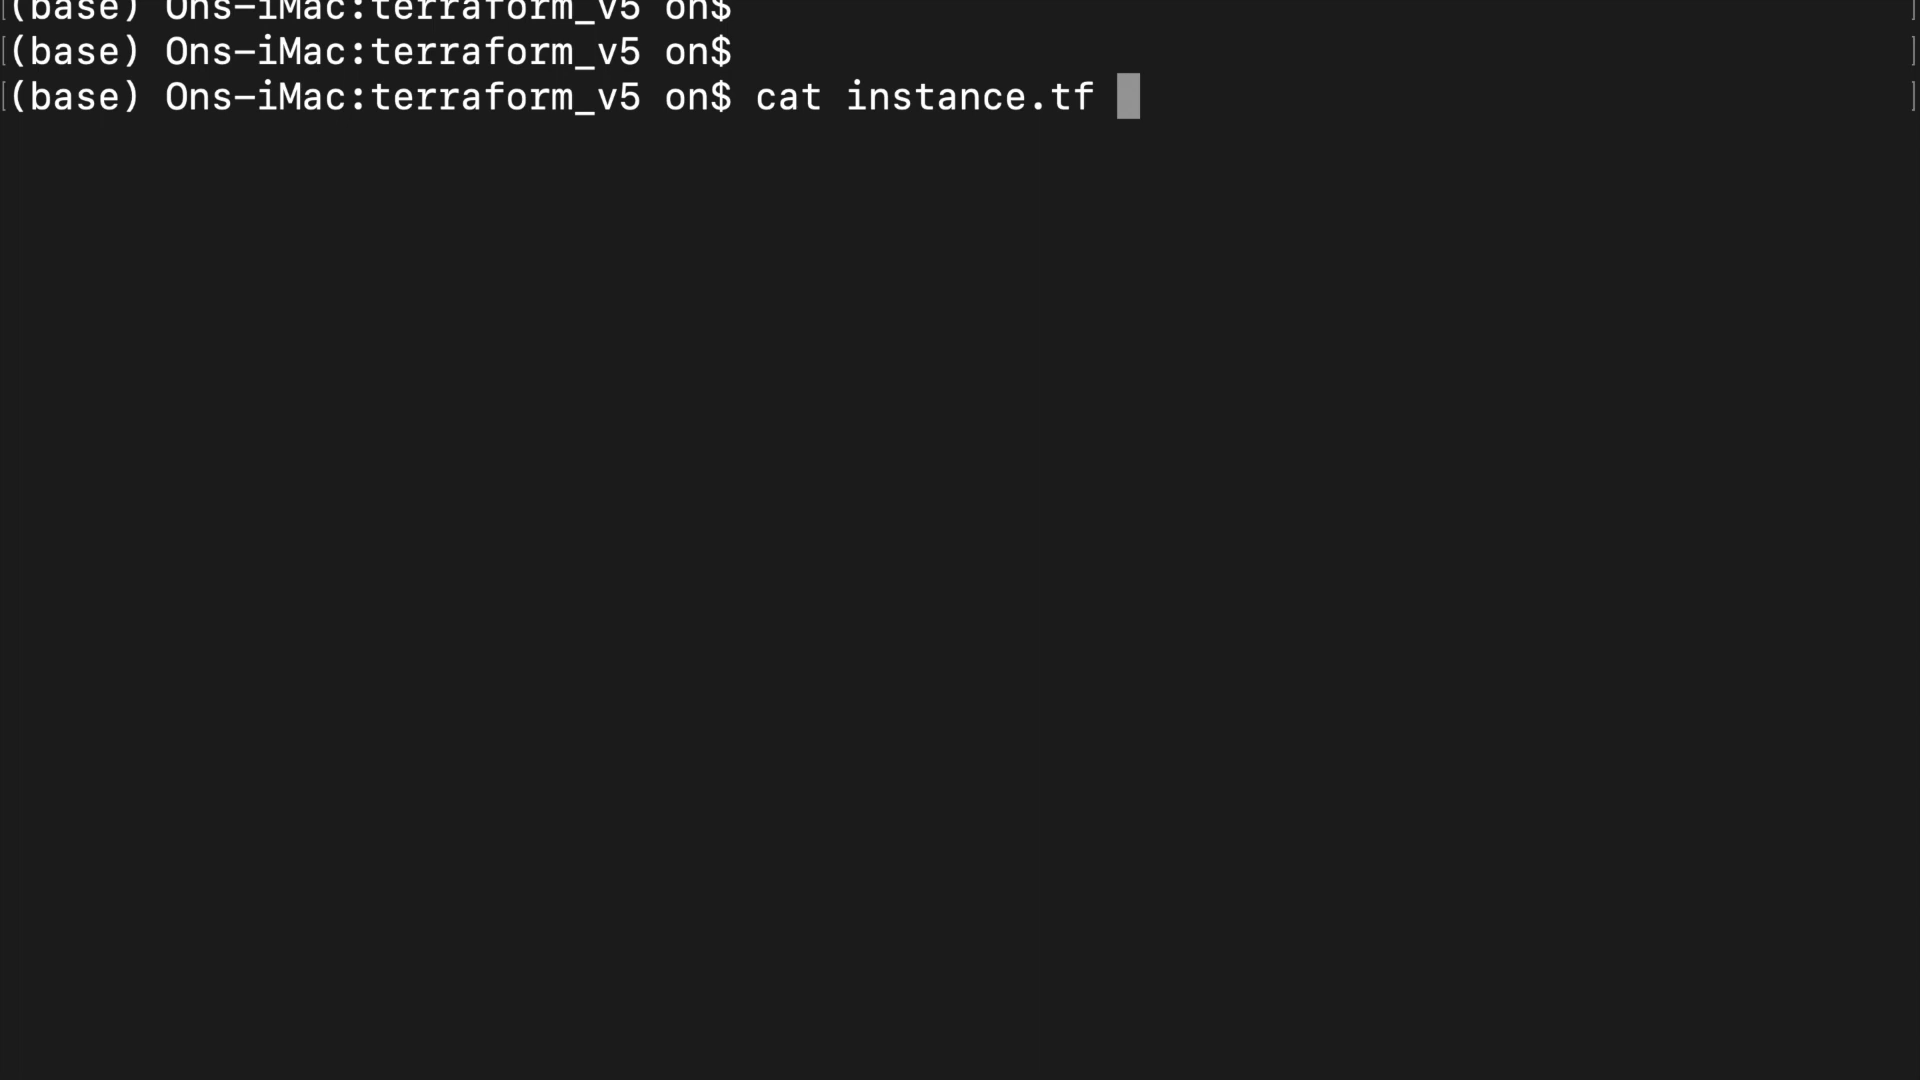 (base) Ons-iMac:terraform_v5 on$
(base) Ons-iMac:terraform_v5 on$
(base) Ons-iMac:terraform_v5 on$ cat instance.tf